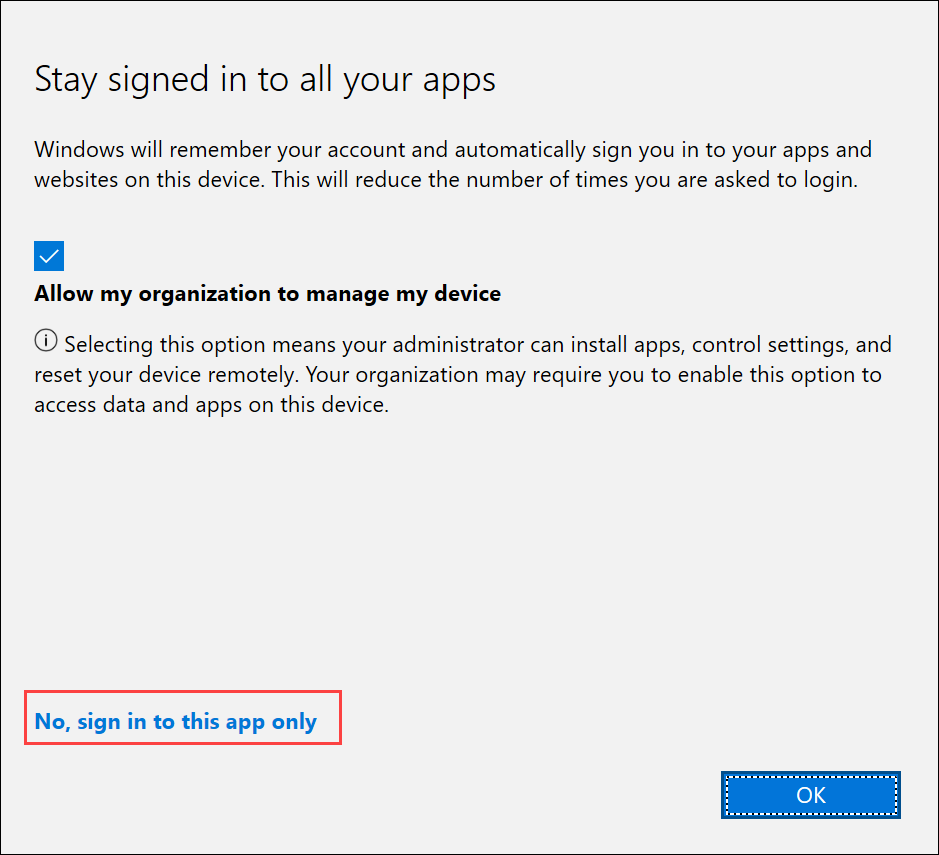 Stay signed in to all your apps
Windows will remember your account and automatically sign you in to your apps and
websites on this device. This will reduce the number of times you are asked to login.
Allow my organization to manage my device
Selecting this option means your administrator can install apps, control settings, and
reset your device remotely. Your organization may require you to enable this option to
access data and apps on this device.
No, sign in to this app only
OK